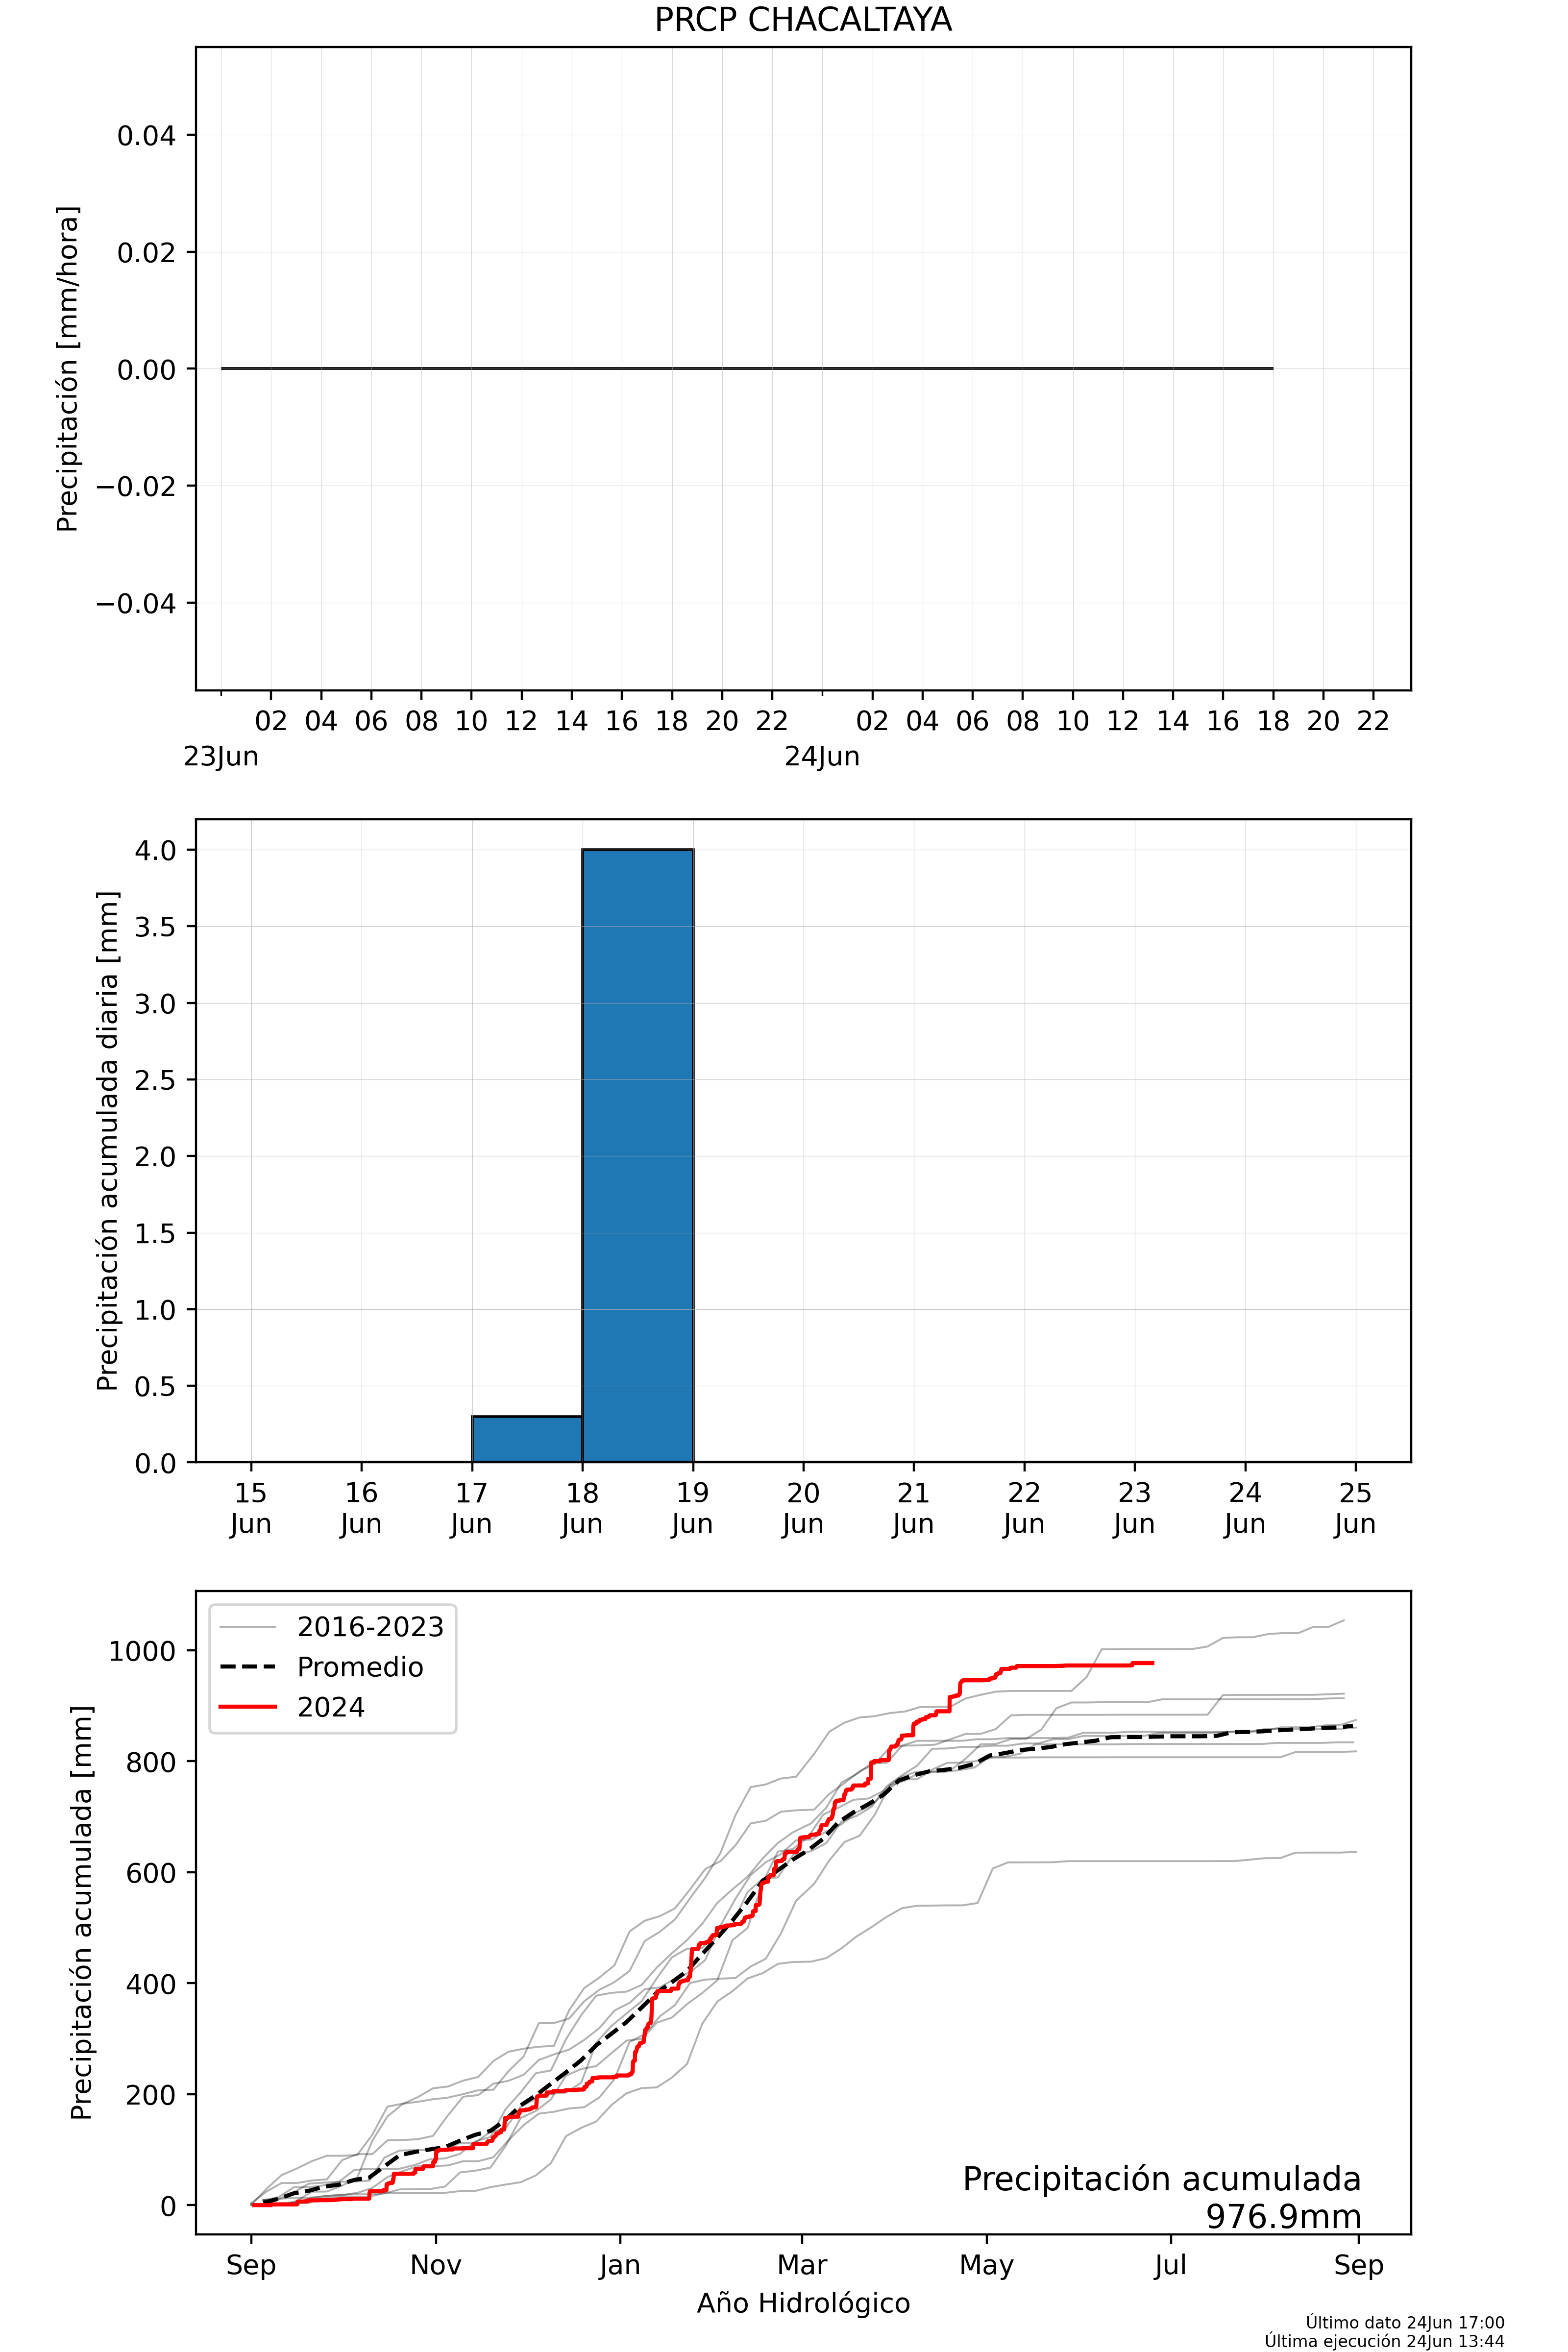 PRCP CHACALTAYA
Precipitación [mm/hora]
0.04
0.02
0.00
−0.02
−0.04
02 04 06 08 10 12 14 16 18 20 22 02 04 06 08 10 12 14 16 18 20 22
23Jun 24Jun
Precipitación acumulada diaria [mm]
4.0
3.5
3.0
2.5
2.0
1.5
1.0
0.5
0.0
15 16 17 18 19 20 21 22 23 24 25
Jun Jun Jun Jun Jun Jun Jun Jun Jun Jun Jun
Precipitación acumulada [mm]
1000
800
600
400
200
0
2016-2023
Promedio
2024
Precipitación acumulada
976.9mm
Sep Nov Jan Mar May Jul Sep
Año Hidrológico
Último dato 24Jun 17:00
Última ejecución 24Jun 13:44